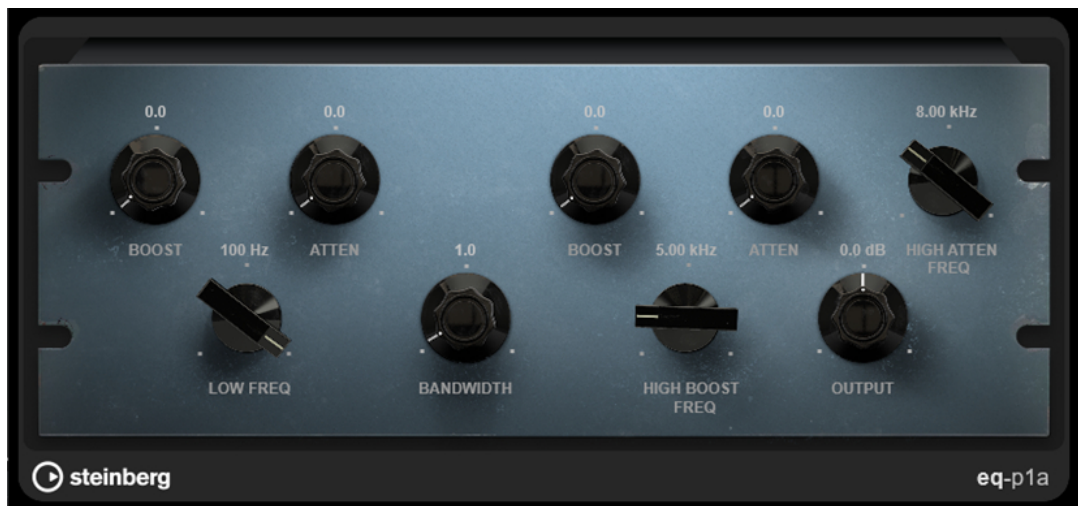 0.0 0.0 0.0 0.0 8.00 kHz
BOOST 100 Hz ATTEN 1.0 BOOST 5.00 kHz ATTEN 0.0 dB HIGH ATTEN
FREQ
LOW FREQ BANDWIDTH HIGH BOOST OUTPUT
FREQ
steinberg eq-p1a